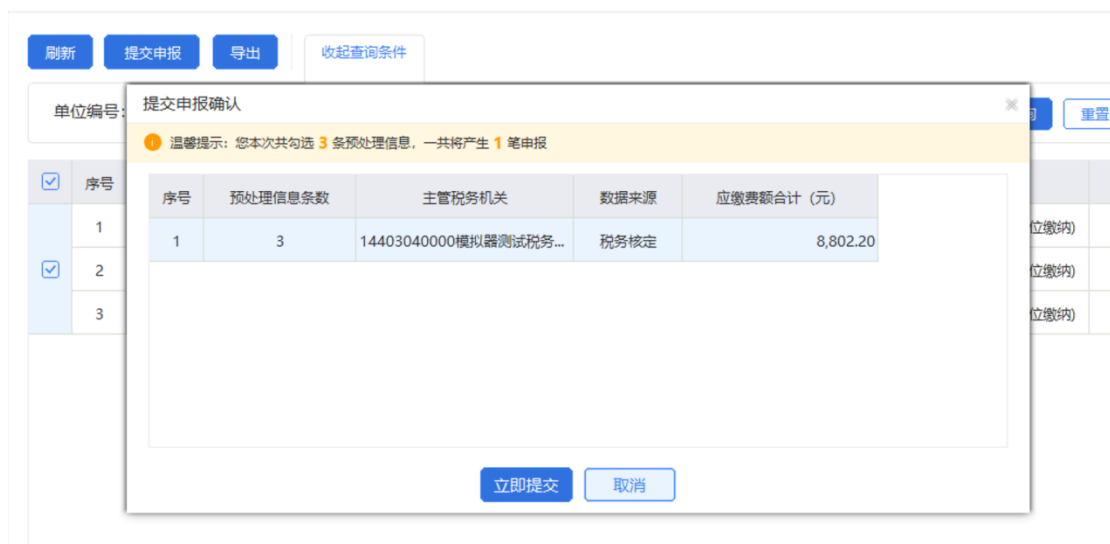 刷新 提交申报 导出 收起查询条件
单位编号: 重置
提交申报确认
温馨提示：您本次共勾选 3 条预处理信息，一共将产生 1 笔申报
序号
序号 预处理信息条数 主管税务机关 数据来源 应缴费额合计（元）
1 位缴纳)
1 3 14403040000模拟器测试税务... 税务核定 8,802.20
2 位缴纳)
3 位缴纳)
立即提交 取消